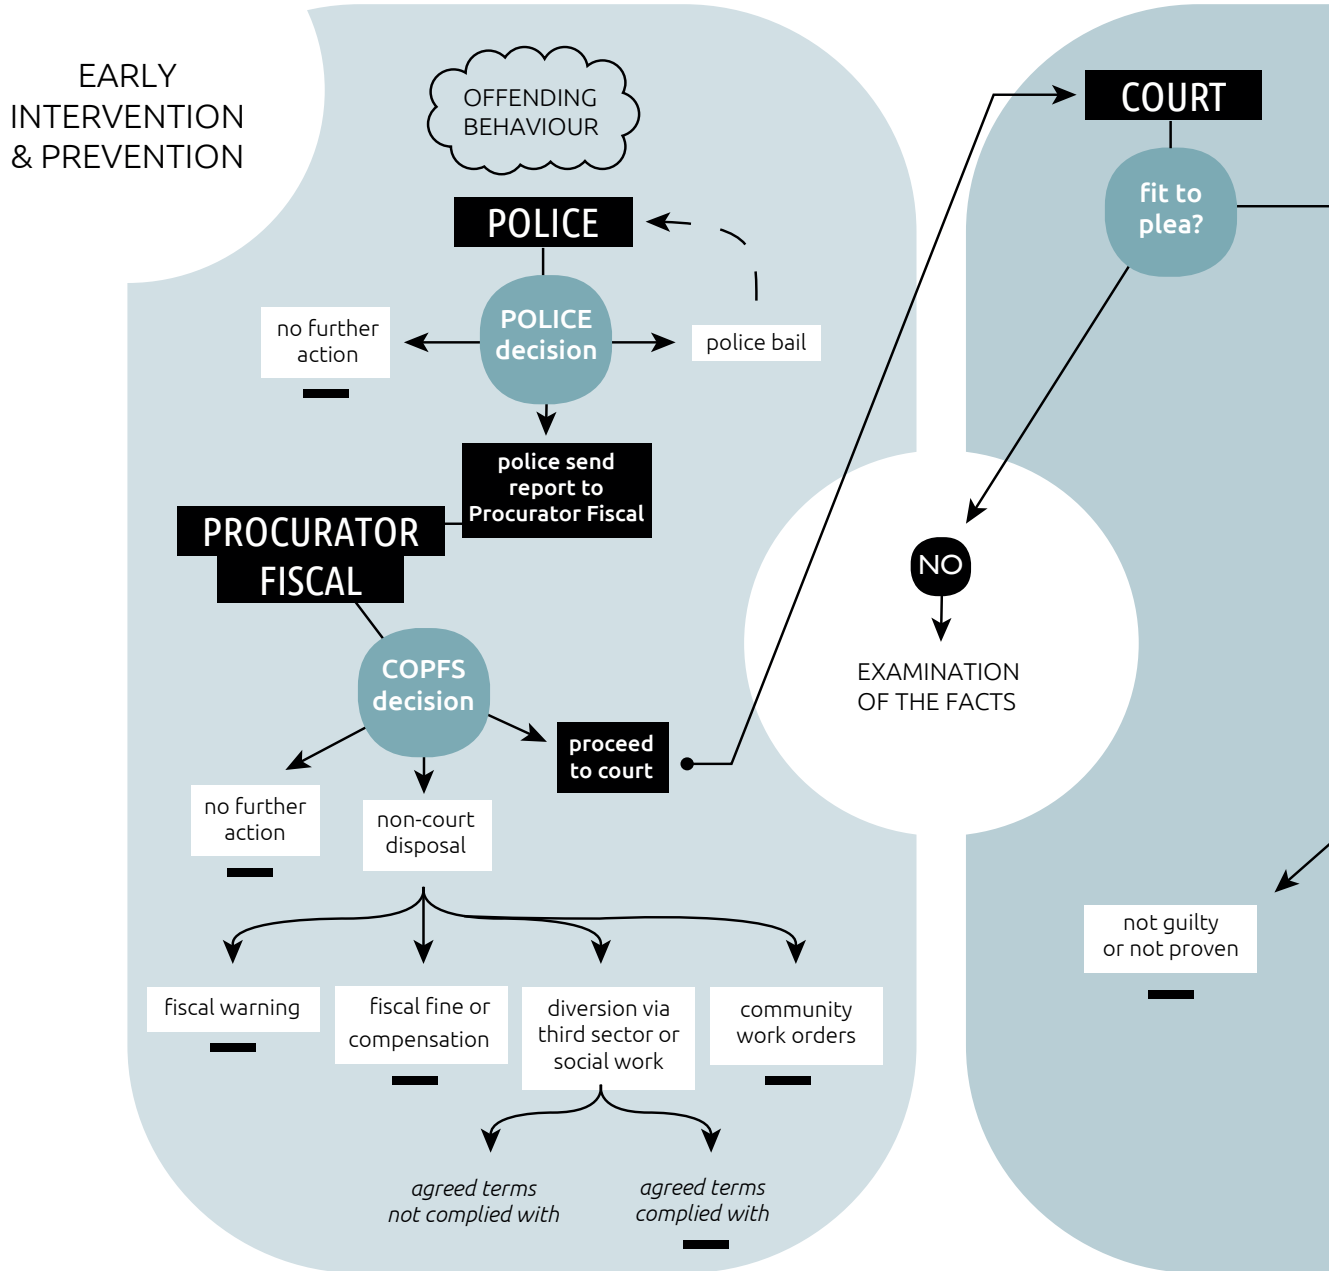 EARLY
INTERVENTION
& PREVENTION
OFFENDING
BEHAVIOUR
POLICE
POLICE
decision
no further
action
police bail
police send
report to
Procurator Fiscal
PROCURATOR
FISCAL
COPFS
decision
proceed
to court
no further
action
non-court
disposal
fiscal warning
fiscal fine or
compensation
diversion via
third sector or
social work
community
work orders
agreed terms
not complied with
agreed terms
complied with
COURT
fit to
plea?
NO
EXAMINATION
OF THE FACTS
not guilty
or not proven